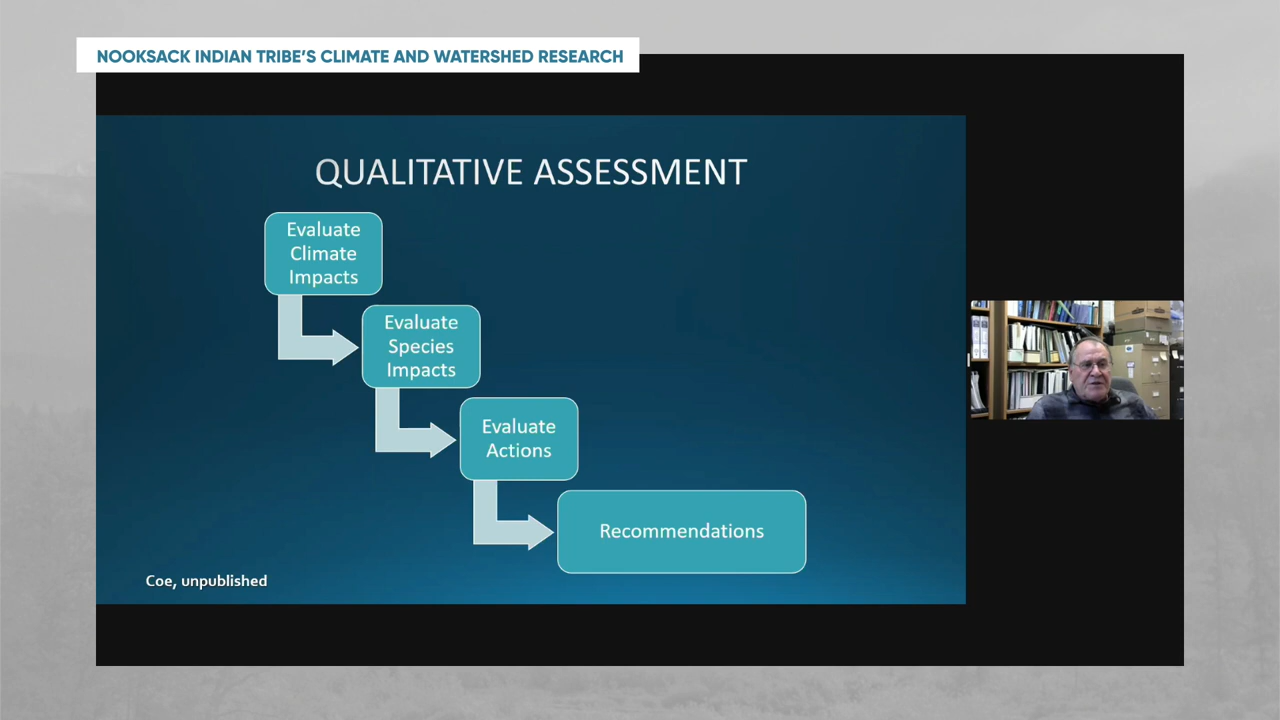 NOOKSACK INDIAN TRIBE'S CLIMATE AND WATERSHED RESEARCH
QUALITATIVE ASSESSMENT
Evaluate
Climate
Impacts
Evaluate
Species
Impacts
Evaluate
Actions
Recommendations
Coe, unpublished